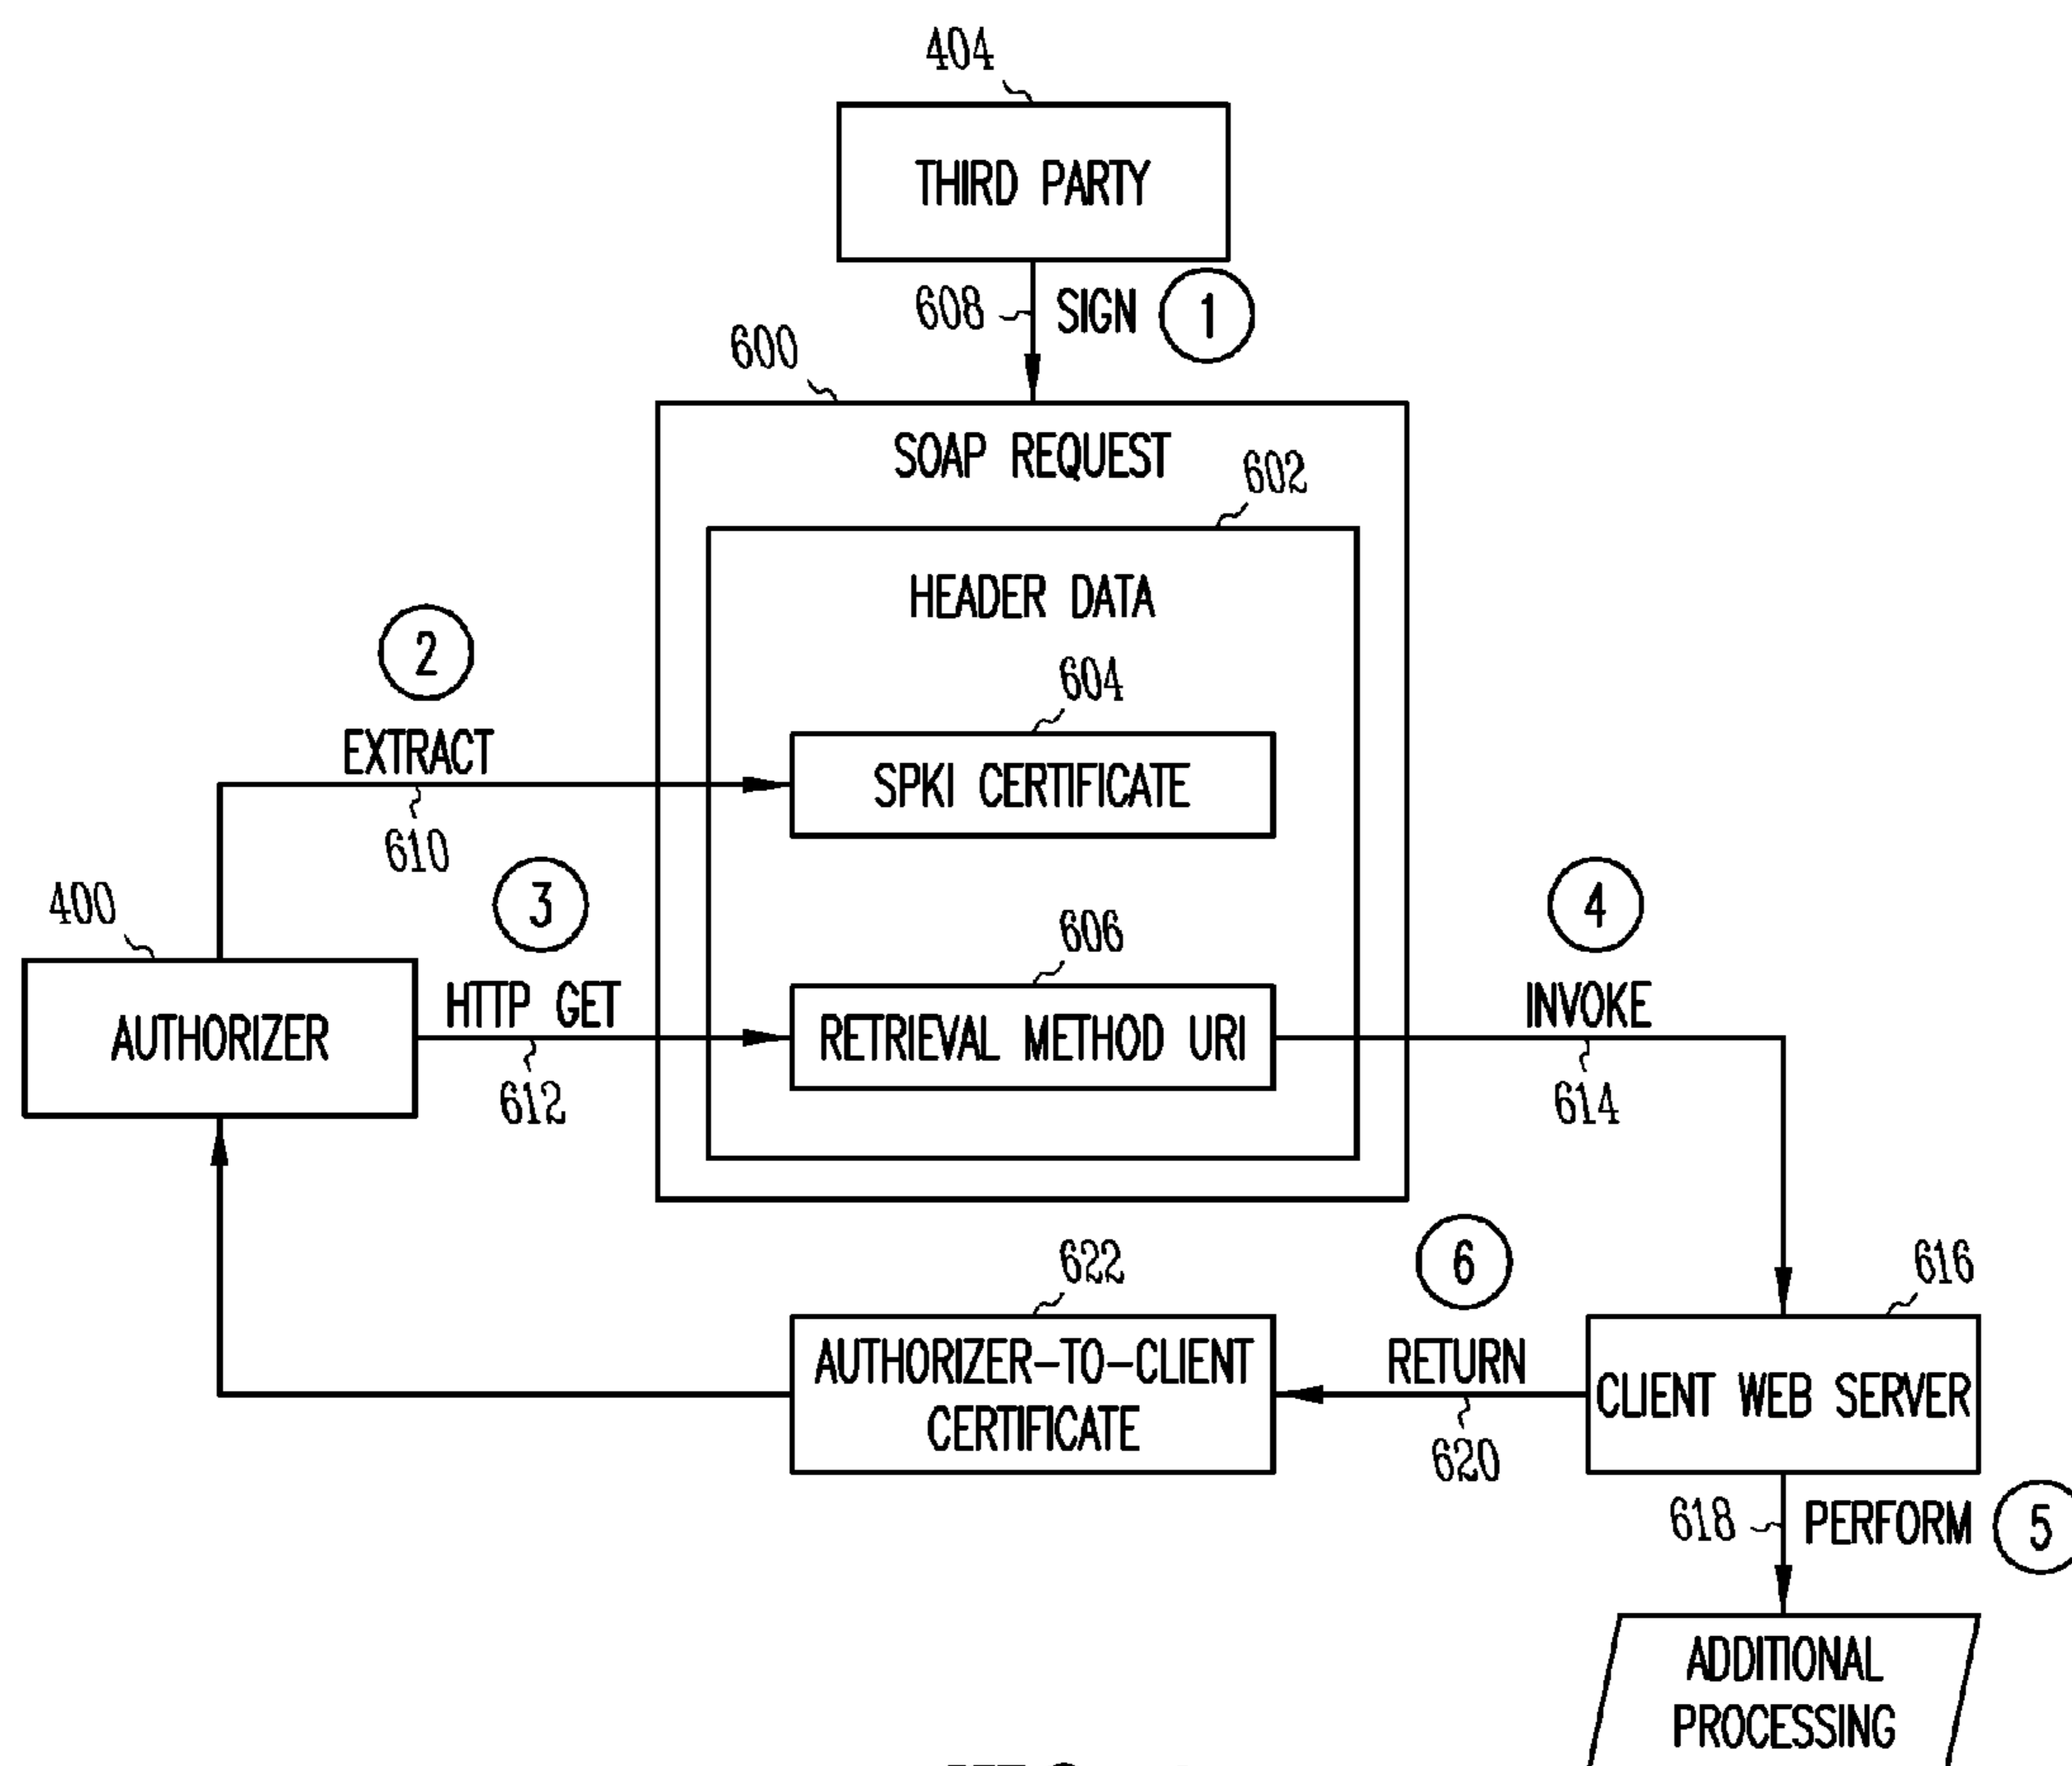 404
THIRD PARTY
608
SIGN
1
600
SOAP REQUEST
602
HEADER DATA
2
604
EXTRACT
SPKI CERTIFICATE
610
400
3
606
4
HTTP GET
INVOKE
AUTHORIZER
RETRIEVAL METHOD URI
612
614
622
6
616
AUTHORIZER-TO-CLIENT
CERTIFICATE
RETURN
CLIENT WEB SERVER
620
618
PERFORM
5
ADDITIONAL
PROCESSING